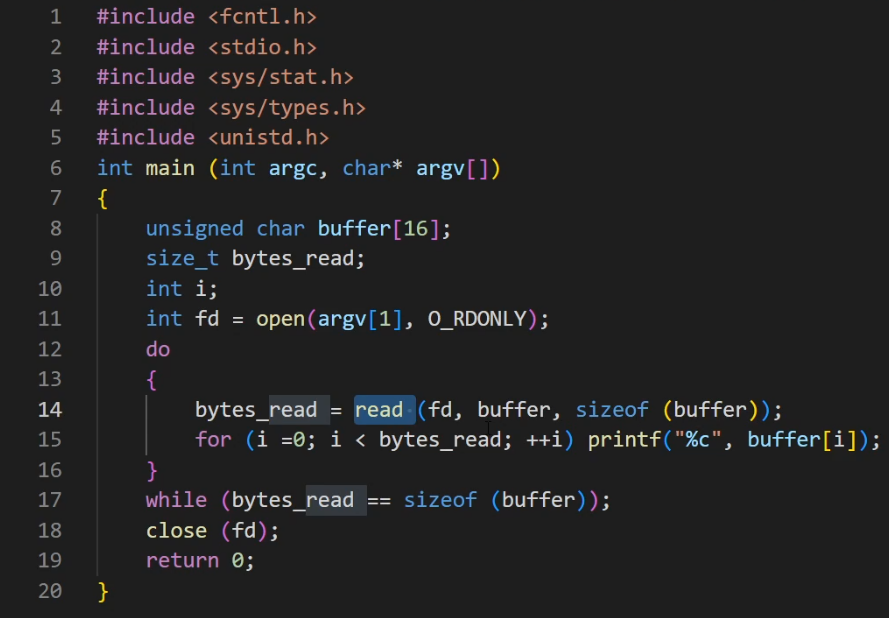 1 #include <fcntl.h>
2 #include <stdio.h>
3 #include <sys/stat.h>
4 #include <sys/types.h>
5 #include <unistd.h>
6 int main (int argc, char* argv[])
7 {
8     unsigned char buffer[16];
9     size_t bytes_read;
10     int i;
11     int fd = open(argv[1], O_RDONLY);
12     do
13     {
14         bytes_read = read (fd, buffer, sizeof (buffer));
15         for (i =0; i < bytes_read; ++i) printf("%c", buffer[i]);
16     }
17     while (bytes_read == sizeof (buffer));
18     close (fd);
19     return 0;
20 }